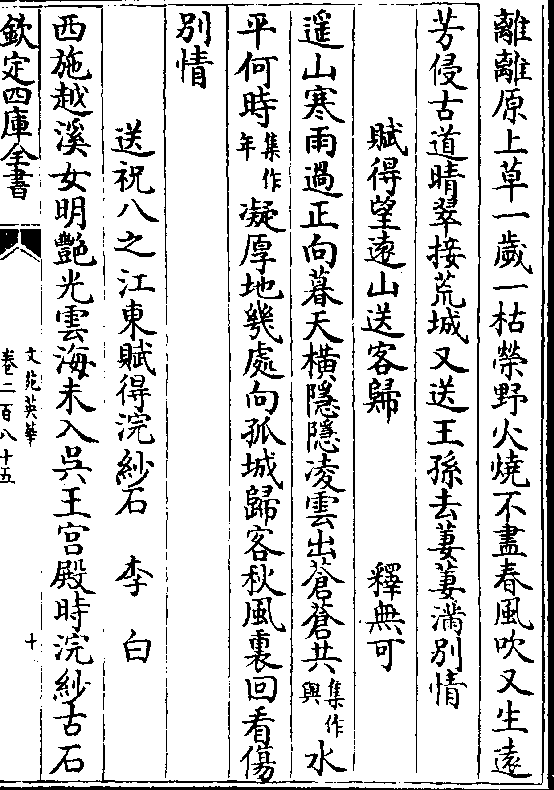 離離原上草一歲一枯榮野火燒不盡春風吹又生逺
芳侵古道晴翠接荒城又送王孫去萋萋滿別情
賦得望逺山送客歸 釋無可
遥山寒雨過正向暮天橫隱隱凌雲出蒼蒼共集作與水
平何時集作年凝厚地幾處向孤城歸客秋風裏回看傷
別情
送祝八之江東賦得浣紗石 李白
西施越溪女明艷光雲海未入吳王宮殿時浣紗古石
欽定四庫全書
文苑英華
卷二百八十五
十